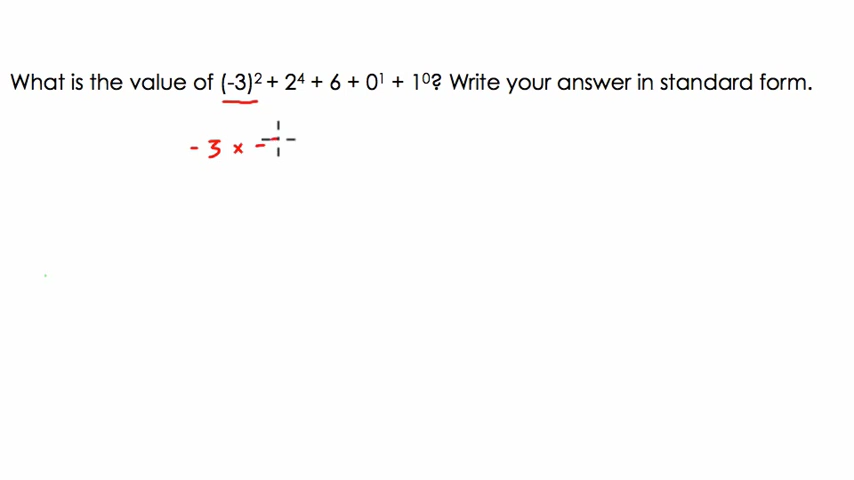 What is the value of (-3)² + 2⁴ + 6 + 0¹ + 1⁰? Write your answer in standard form.
- 3 × -